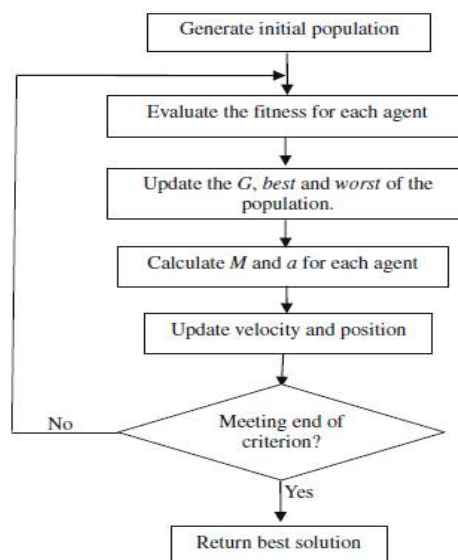 Generate initial population
Evaluate the fitness for each agent
Update the G, best and worst of the
population.
Calculate M and a for each agent
Update velocity and position
Meeting end of
criterion?
No
Yes
Return best solution